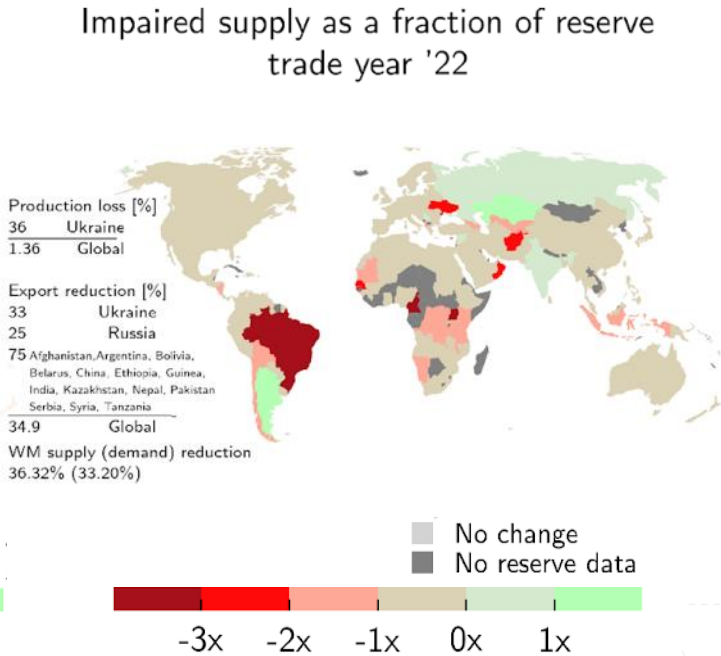 Impaired supply as a fraction of reserve
trade year '22
Production loss [%]
36 Ukraine
1.36 Global
Export reduction [%]
33 Ukraine
25 Russia
75 Afghanistan,Argentina, Bolivia,
Belarus, China, Ethiopia, Guinea,
India, Kazakhstan, Nepal, Pakistan
Serbia, Syria, Tanzania
34.9 Global
WM supply (demand) reduction
36.32% (33.20%)
No change
No reserve data
-3x -2x -1x 0x 1x